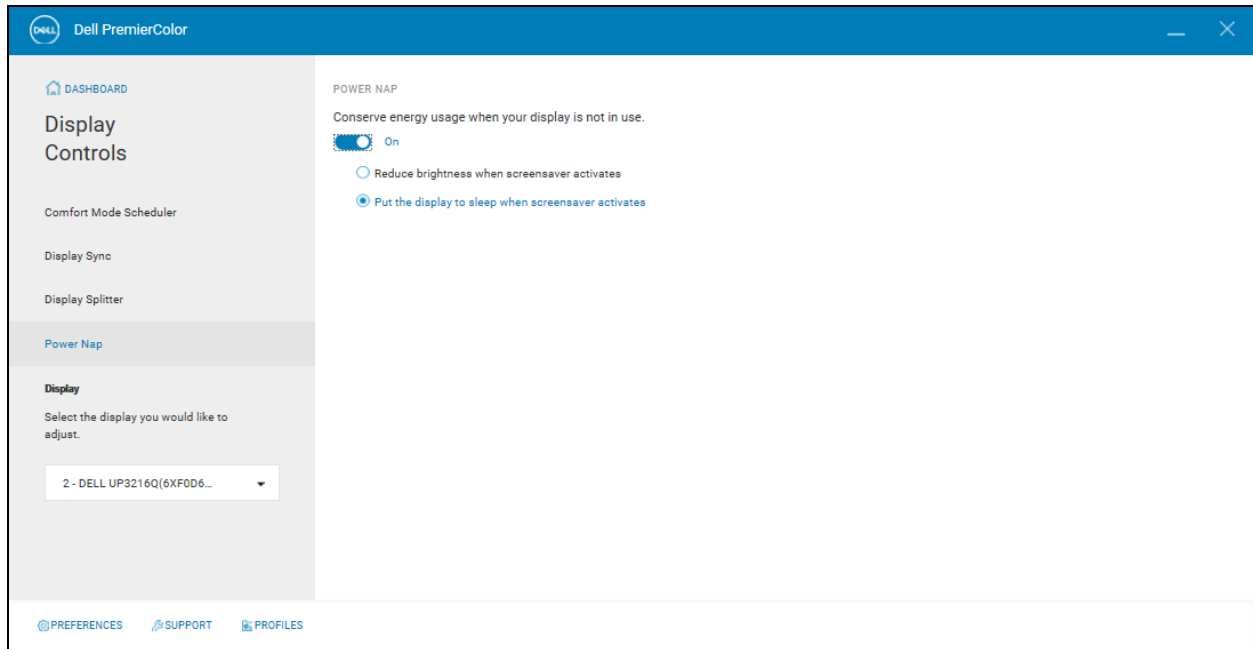 DELL
Dell PremierColor
DASHBOARD
Display
Controls
Comfort Mode Scheduler
Display Sync
Display Splitter
Power Nap
Display
Select the display you would like to
adjust.
2 - DELL UP3216Q(6XF0D6...
POWER NAP
Conserve energy usage when your display is not in use.
On
Reduce brightness when screensaver activates
Put the display to sleep when screensaver activates
PREFERENCES SUPPORT PROFILES